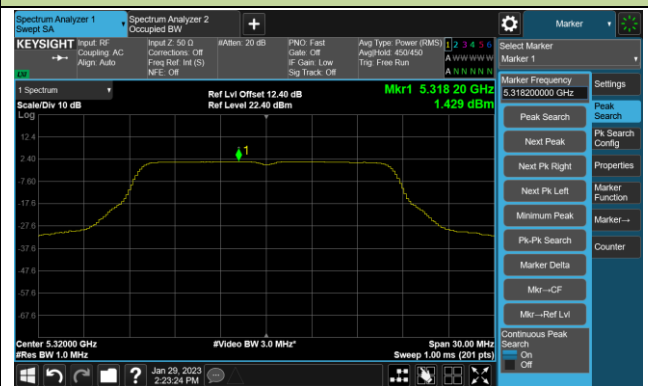 Spectrum Analyzer 1
Swept SA
Spectrum Analyzer 2
Occupied BW
Marker
KEYSIGHT
Input: RF
Coupling: AC
Align: Auto
Input Z: 50 Ω
Corrections: Off
Freq Ref: Int (S)
NFE: Off
#Atten: 20 dB
PNO: Fast
Gate: Off
IF Gain: Low
Sig Track: Off
Avg Type: Power (RMS)
Avg|Hold: 450/450
Trig: Free Run
1 2 3 4 5 6
A W W W W W
A N N N N N
LXI
Select Marker
Marker 1
1 Spectrum
Scale/Div 10 dB
Log
Ref Lvl Offset 12.40 dB
Ref Level 22.40 dBm
Mkr1 5.318 20 GHz
1.429 dBm
1
12.4
2.40
-7.60
-17.6
-27.6
-37.6
-47.6
-57.6
-67.6
Center 5.32000 GHz
#Res BW 1.0 MHz
#Video BW 3.0 MHz*
Span 30.00 MHz
Sweep 1.00 ms (201 pts)
Marker Frequency
5.318200000 GHz
Peak Search
Next Peak
Next Pk Right
Next Pk Left
Minimum Peak
Pk-Pk Search
Marker Delta
Mkr→CF
Mkr→Ref Lvl
Continuous Peak
Search
On
Off
Settings
Peak
Search
Pk Search
Config
Properties
Marker
Function
Marker→
Counter
Jan 29, 2023
2:23:24 PM